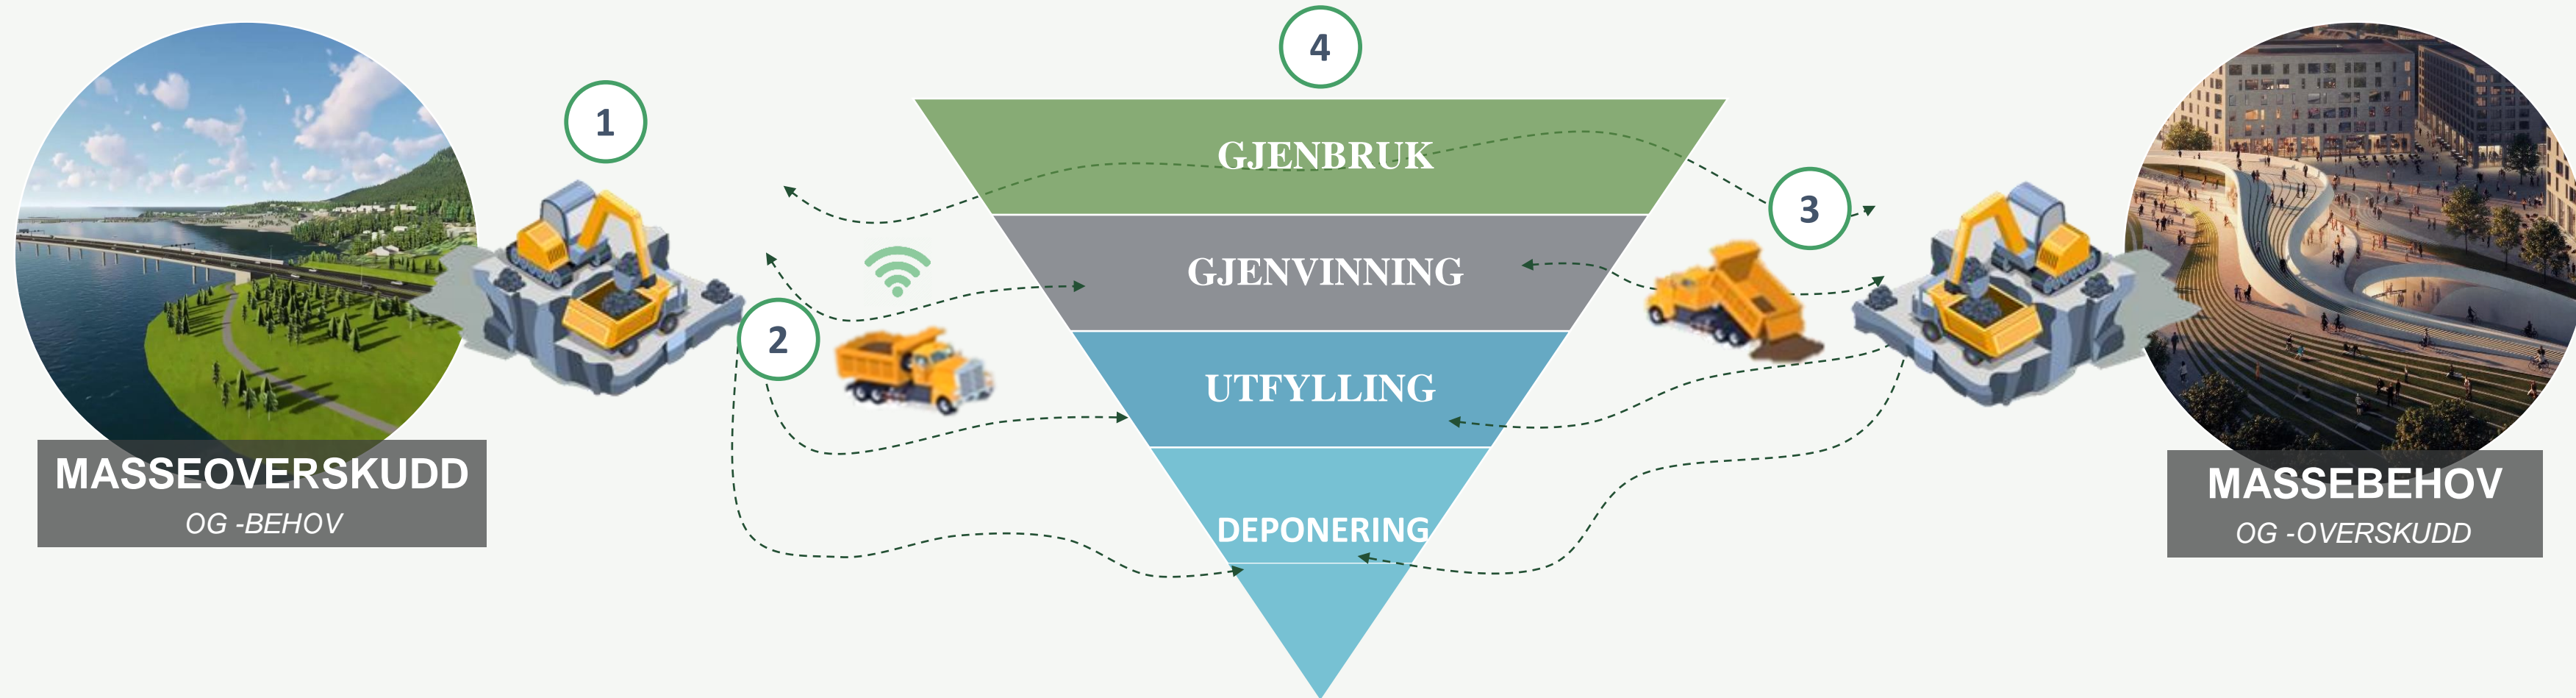 4
1
GJENBRUK
3
GJENVINNING
2
UTFYLLING
MASSEOVERSKUDD
OG -BEHOV
MASSEBEHOV
OG -OVERSKUDD
DEPONERING